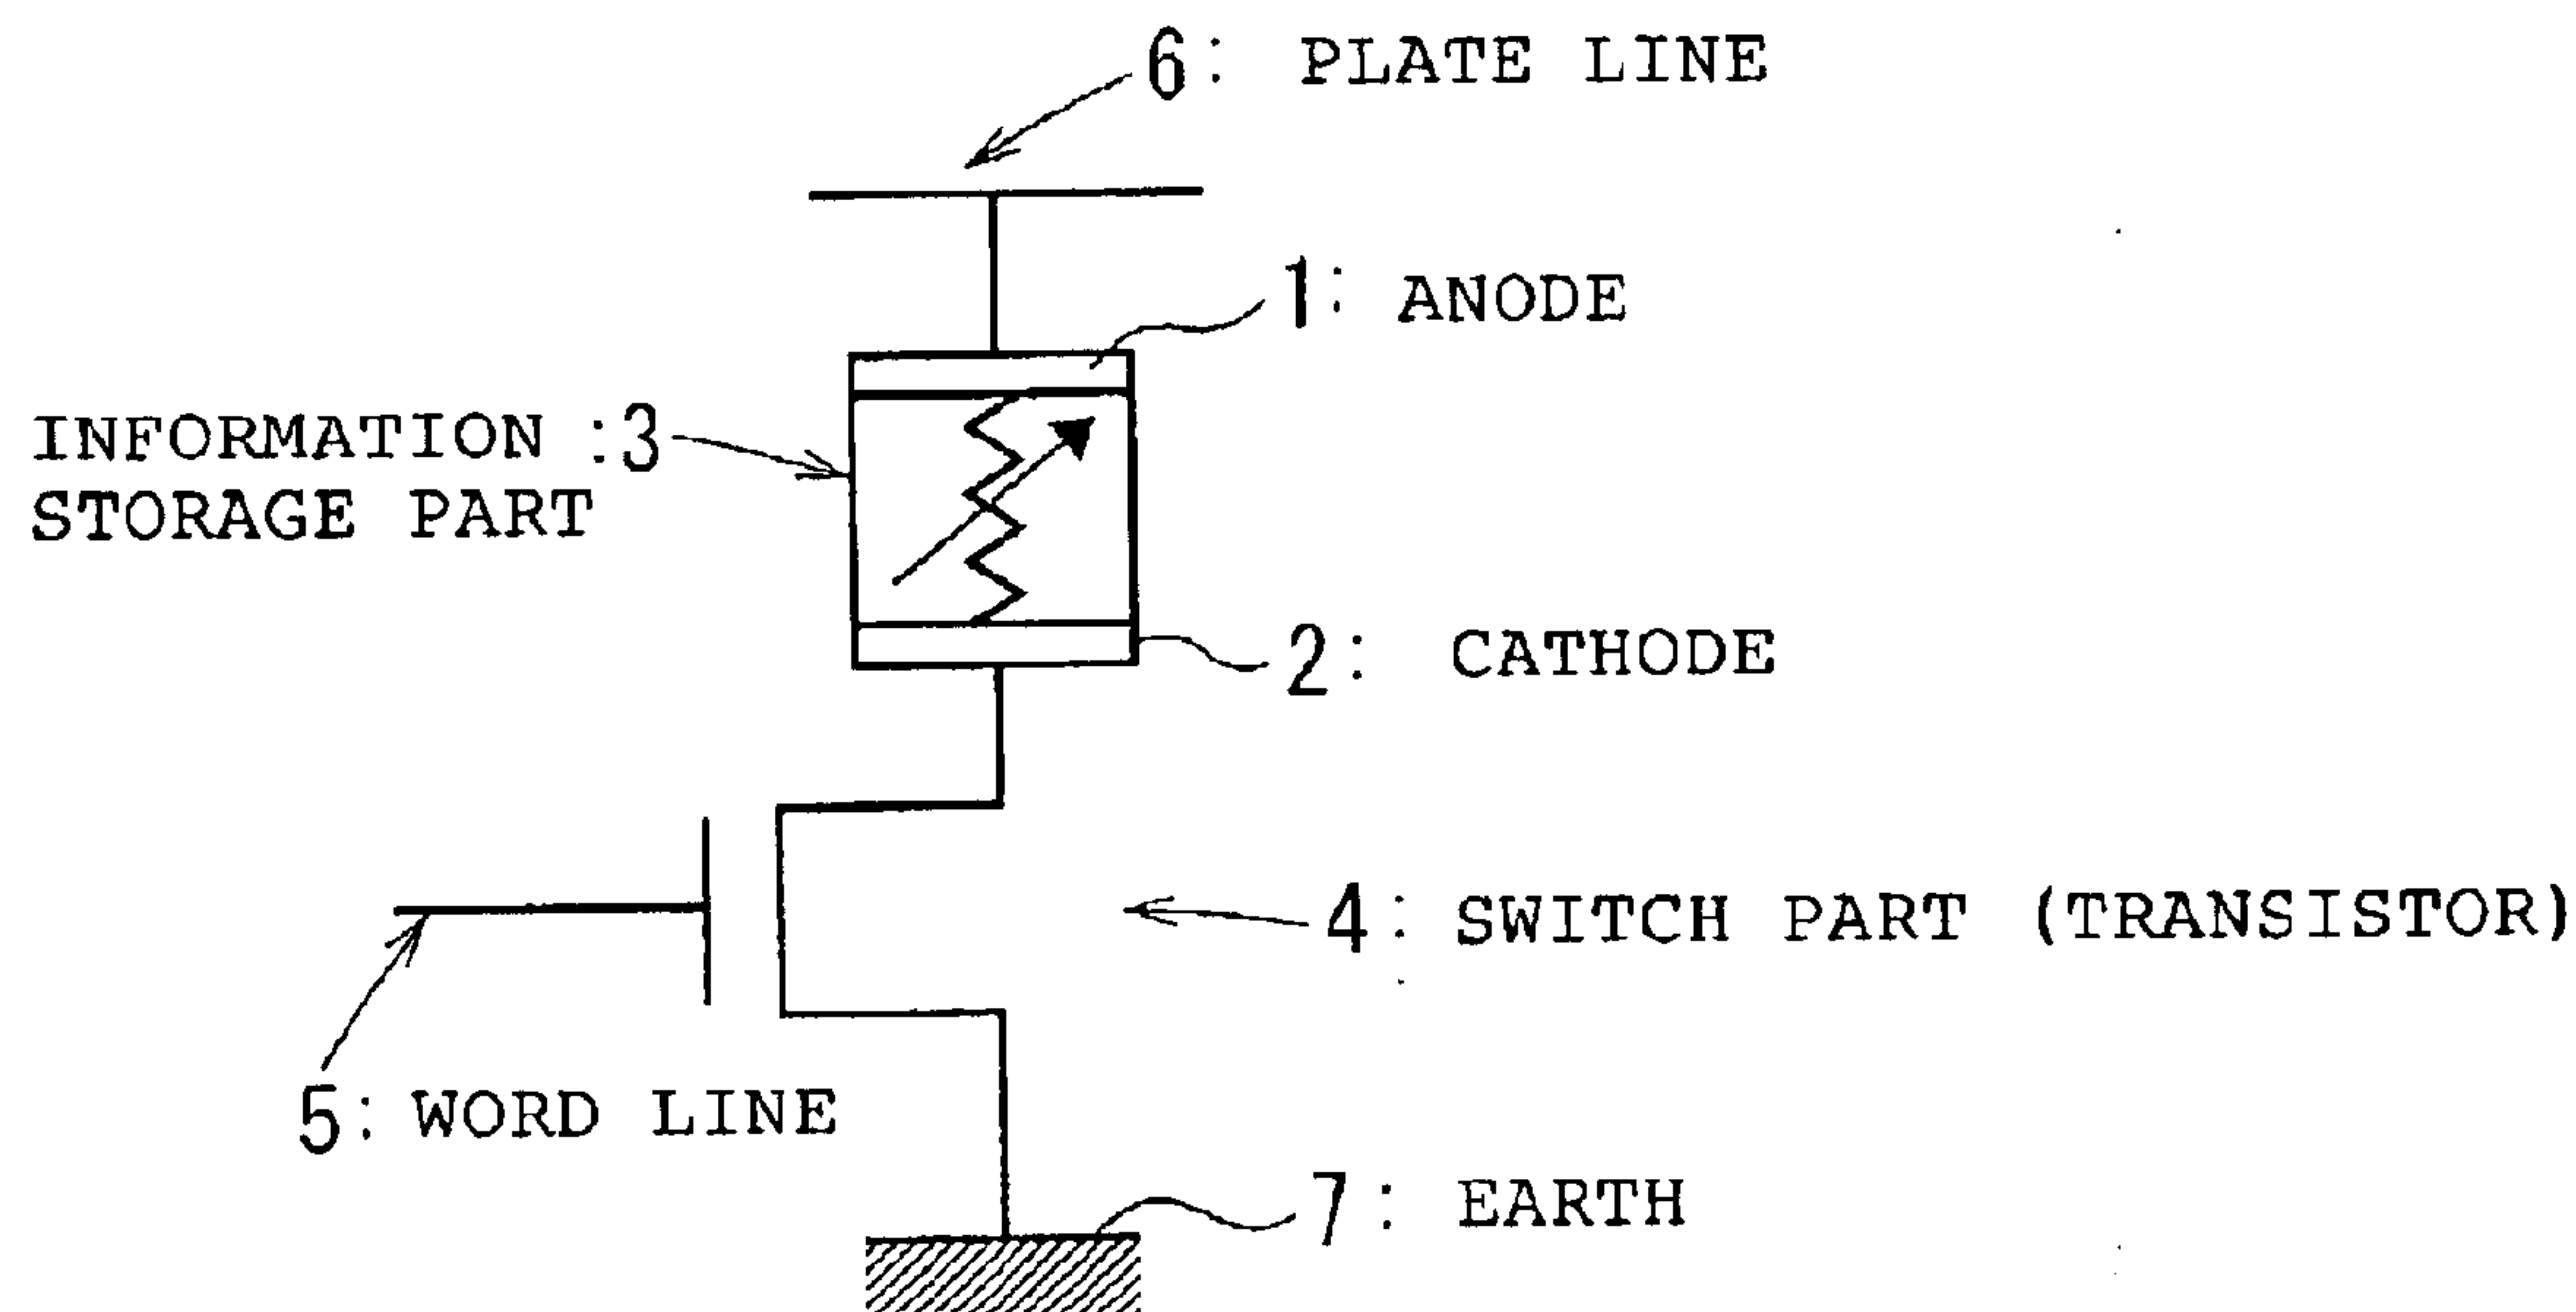 6: PLATE LINE
1: ANODE
INFORMATION :3
STORAGE PART
2: CATHODE
4: SWITCH PART (TRANSISTOR)
5: WORD LINE
7: EARTH